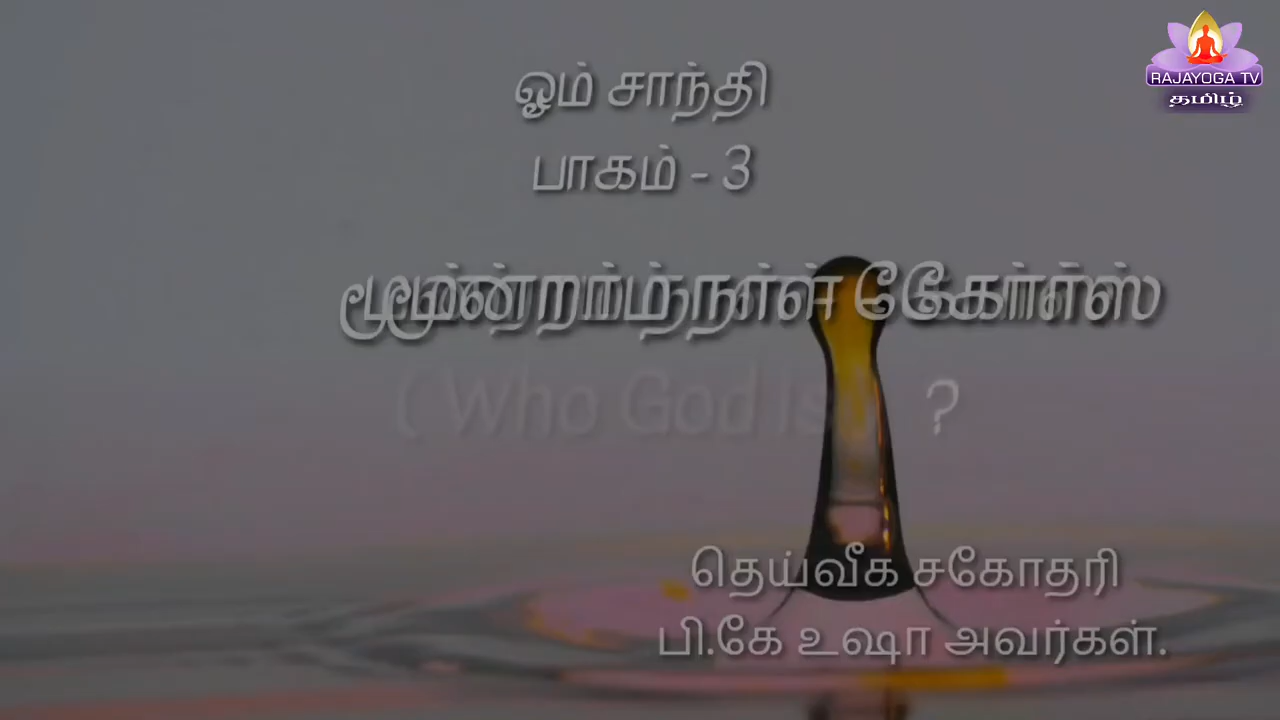 RAJAYOGA TV
தமிழ்
ஓம் சாந்தி
பாகம் - 3
மூன்றாம் நாள் கோர்ஸ்
( Who God Is ?
தெய்வீக சகோதரி
பி.கே உஷா அவர்கள்.